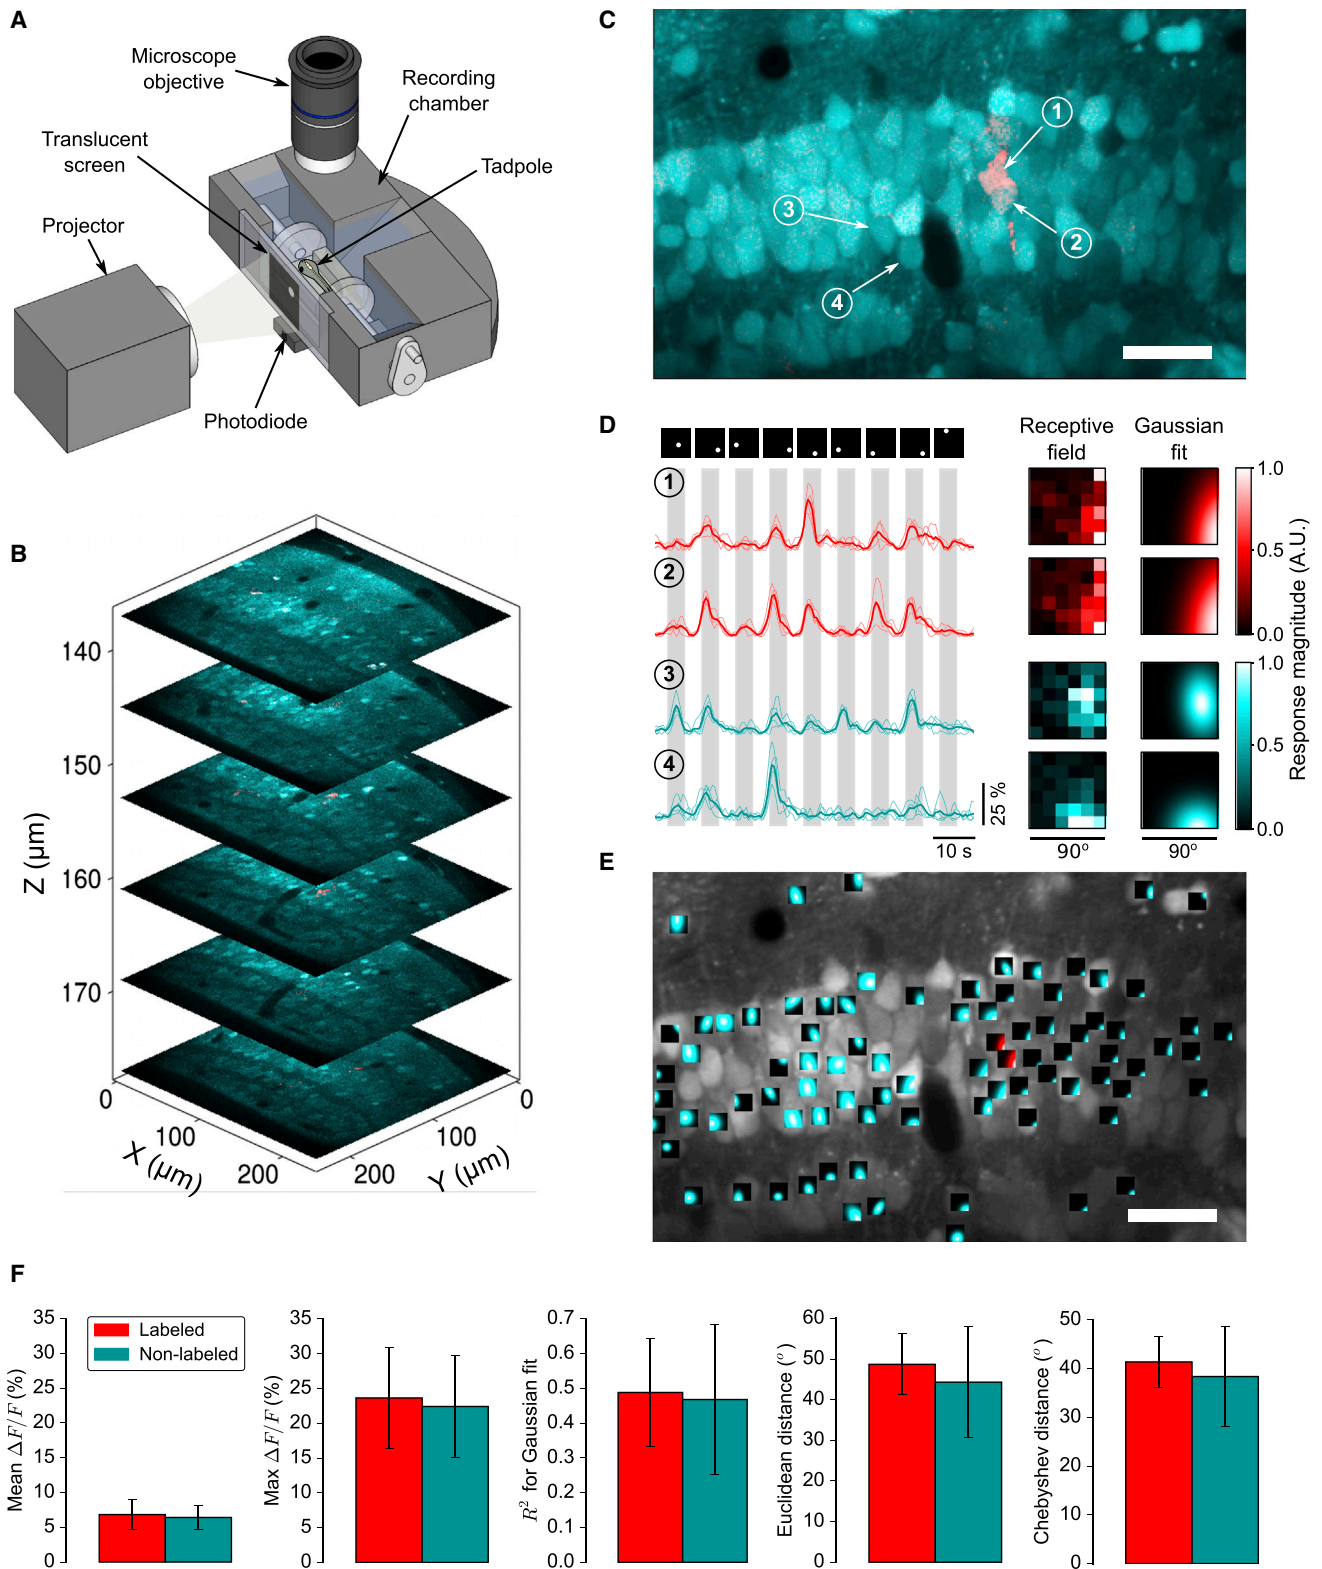 A
Microscope
objective
Recording
chamber
Translucent
screen
Tadpole
Projector
Photodiode
B
140
150
160
170
Z (μm)
0
100
200
X (μm)
0
100
200
Y (μm)
C
1
2
3
4
D
Receptive
field
Gaussian
fit
1
2
3
4
1.0
0.5
0.0
1.0
0.5
0.0
Response magnitude (A.U.)
25 %
10 s
90°
90°
E
F
35
30
25
20
15
10
5
0
Mean ΔF/F (%)
Labeled
Non-labeled
35
30
25
20
15
10
5
0
Max ΔF/F (%)
0.7
0.6
0.5
0.4
0.3
0.2
0.1
0.0
R² for Gaussian fit
60
50
40
30
20
10
0
Euclidean distance (°)
50
40
30
20
10
0
Chebyshev distance (°)